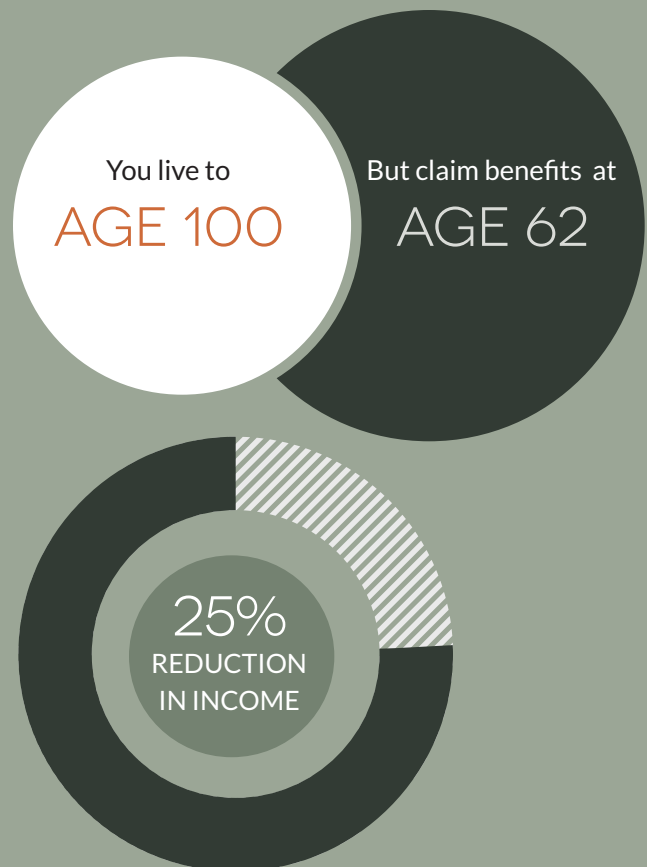 You live to
AGE 100
But claim benefits at
AGE 62
25%
REDUCTION
IN INCOME